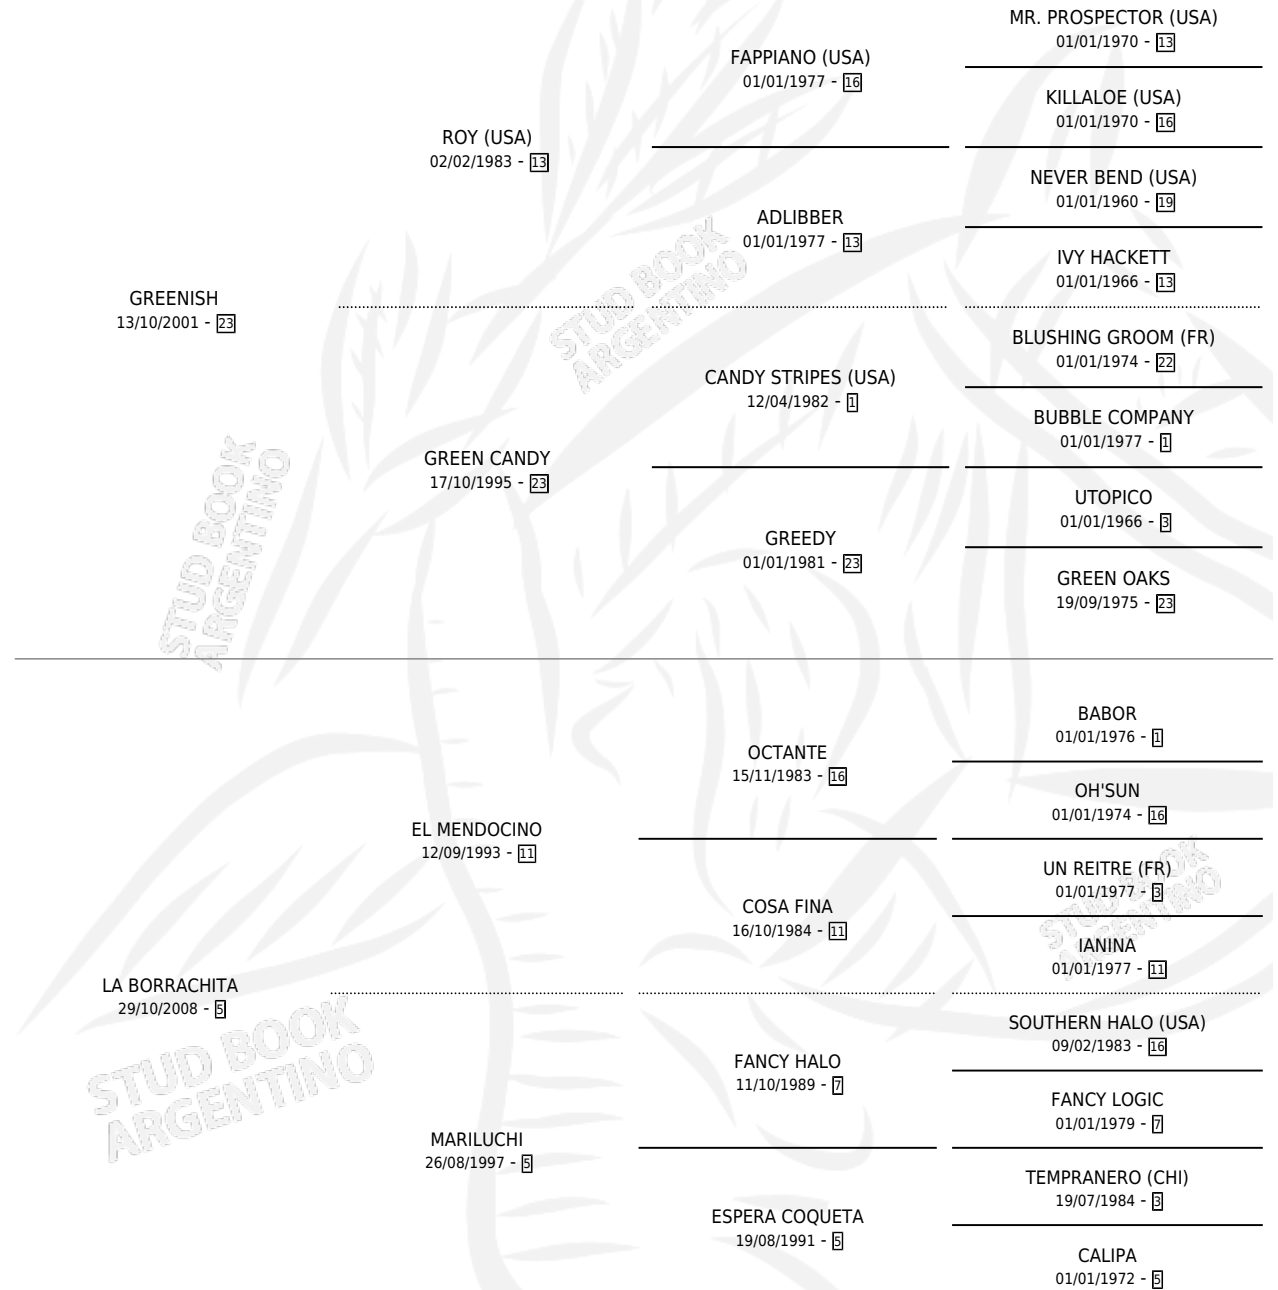 MR. PROSPECTOR (USA)
01/01/1970 - 13
FAPPIANO (USA)
01/01/1977 - 16
KILLALOE (USA)
01/01/1970 - 16
ROY (USA)
02/02/1983 - 13
NEVER BEND (USA)
01/01/1960 - 19
ADLIBBER
01/01/1977 - 13
IVY HACKETT
01/01/1966 - 13
GREENISH
13/10/2001 - 23
BLUSHING GROOM (FR)
01/01/1974 - 22
CANDY STRIPES (USA)
12/04/1982 - 1
BUBBLE COMPANY
01/01/1977 - 1
GREEN CANDY
17/10/1995 - 23
UTOPICO
01/01/1966 - 3
GREEDY
01/01/1981 - 23
GREEN OAKS
19/09/1975 - 23
BABOR
01/01/1976 - 1
OCTANTE
15/11/1983 - 16
OH'SUN
01/01/1974 - 16
EL MENDOCINO
12/09/1993 - 11
UN REITRE (FR)
01/01/1977 - 3
COSA FINA
16/10/1984 - 11
IANINA
01/01/1977 - 11
LA BORRACHITA
29/10/2008 - 5
SOUTHERN HALO (USA)
09/02/1983 - 16
FANCY HALO
11/10/1989 - 7
FANCY LOGIC
01/01/1979 - 7
MARILUCHI
26/08/1997 - 5
TEMPRANERO (CHI)
19/07/1984 - 3
ESPERA COQUETA
19/08/1991 - 5
CALIPA
01/01/1972 - 5
STUD BOOK
ARGENTINO
STUD BOOK
ARGENTINO
STUD BOOK
ARGENTINO
STUD BOOK
ARGENTINO